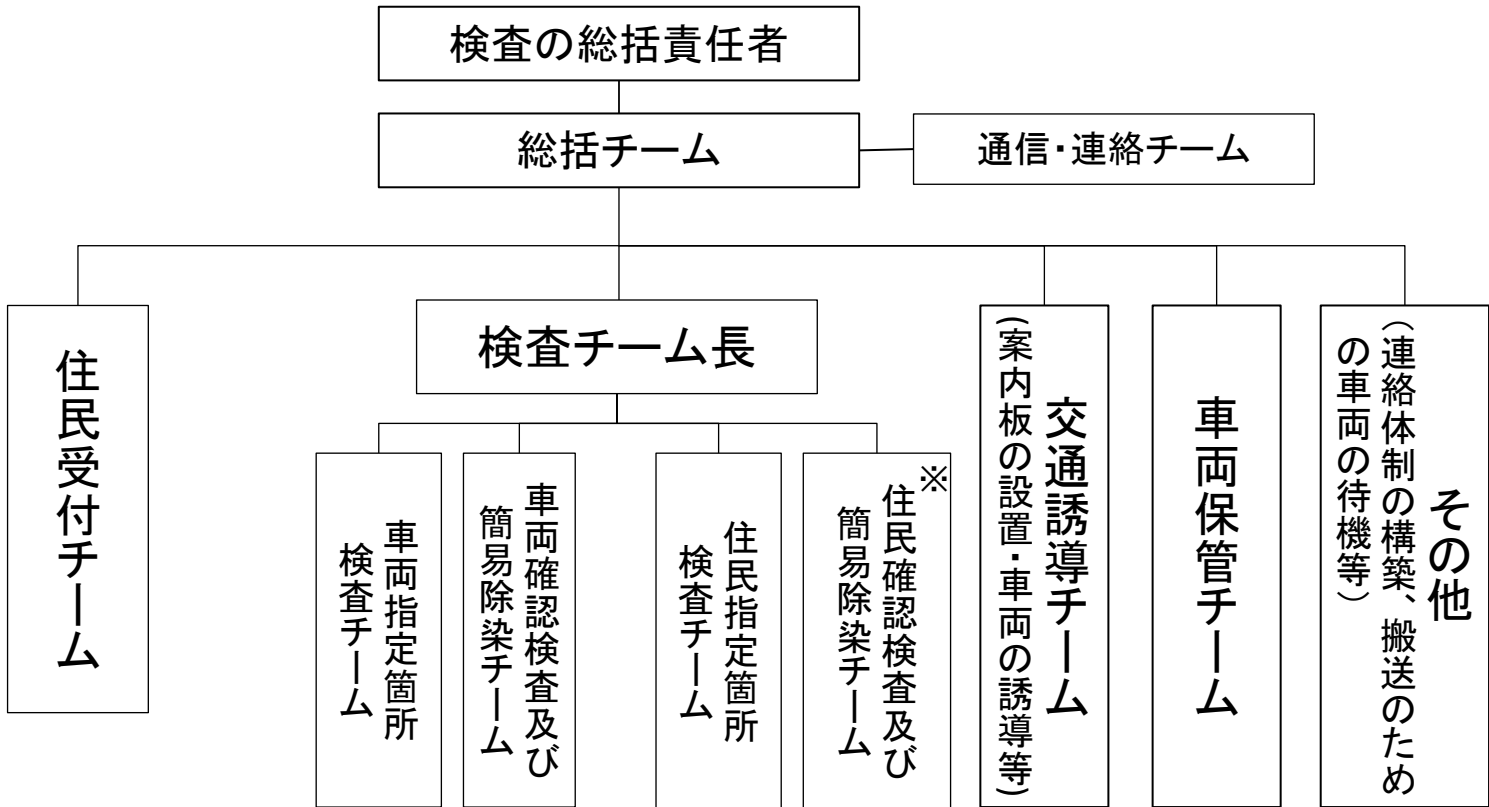 検査の総括責任者
総括チーム
通信・連絡チーム
住民受付チーム
検査チーム長
車両指定箇所
検査チーム
車両確認検査及び
簡易除染チーム
住民指定箇所
検査チーム
※
住民確認検査及び
簡易除染チーム
交通誘導チーム
(案内板の設置・車両の誘導等)
車両保管チーム
その他
(連絡体制の構築、搬送のため
の車両の待機等)